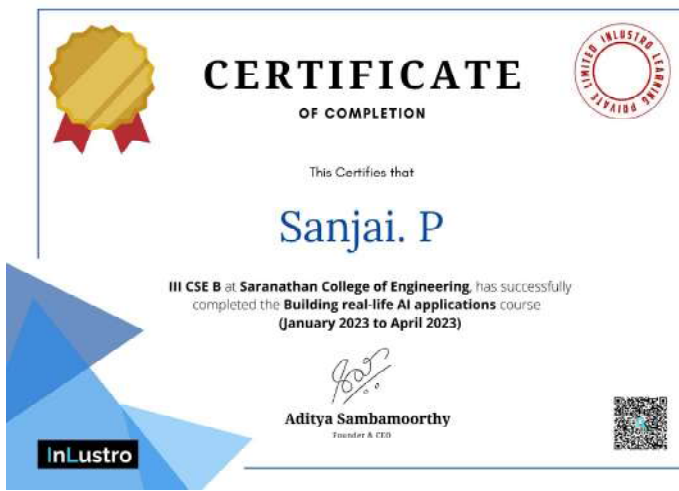 CERTIFICATE
INLUSTRO LEARNING PRIVATE LIMITED
OF COMPLETION
This Certifies that
Sanjai. P
III CSE B at Saranathan College of Engineering, has successfully
completed the Building real-life AI applications course
(January 2023 to April 2023)
Aditya Sambamoorthy
Founder & CEO
InLustro